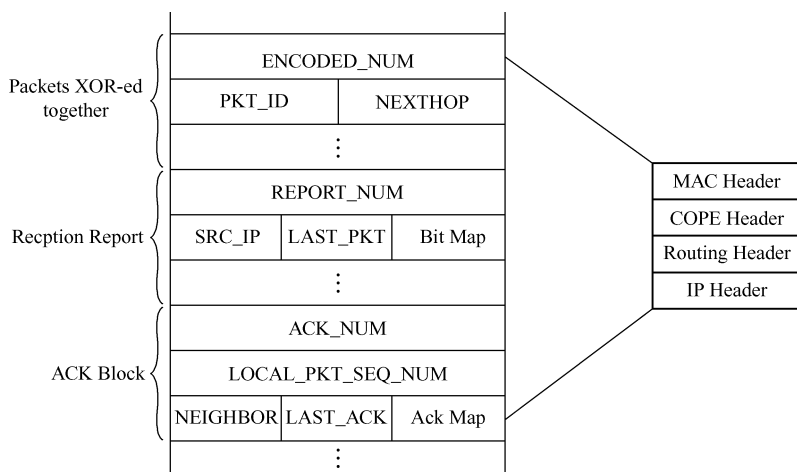 Packets XOR-ed
together
ENCODED_NUM
PKT_ID NEXTHOP
⋮
Recption Report
REPORT_NUM
SRC_IP LAST_PKT Bit Map
⋮
ACK Block
ACK_NUM
LOCAL_PKT_SEQ_NUM
NEIGHBOR LAST_ACK Ack Map
⋮
MAC Header
COPE Header
Routing Header
IP Header